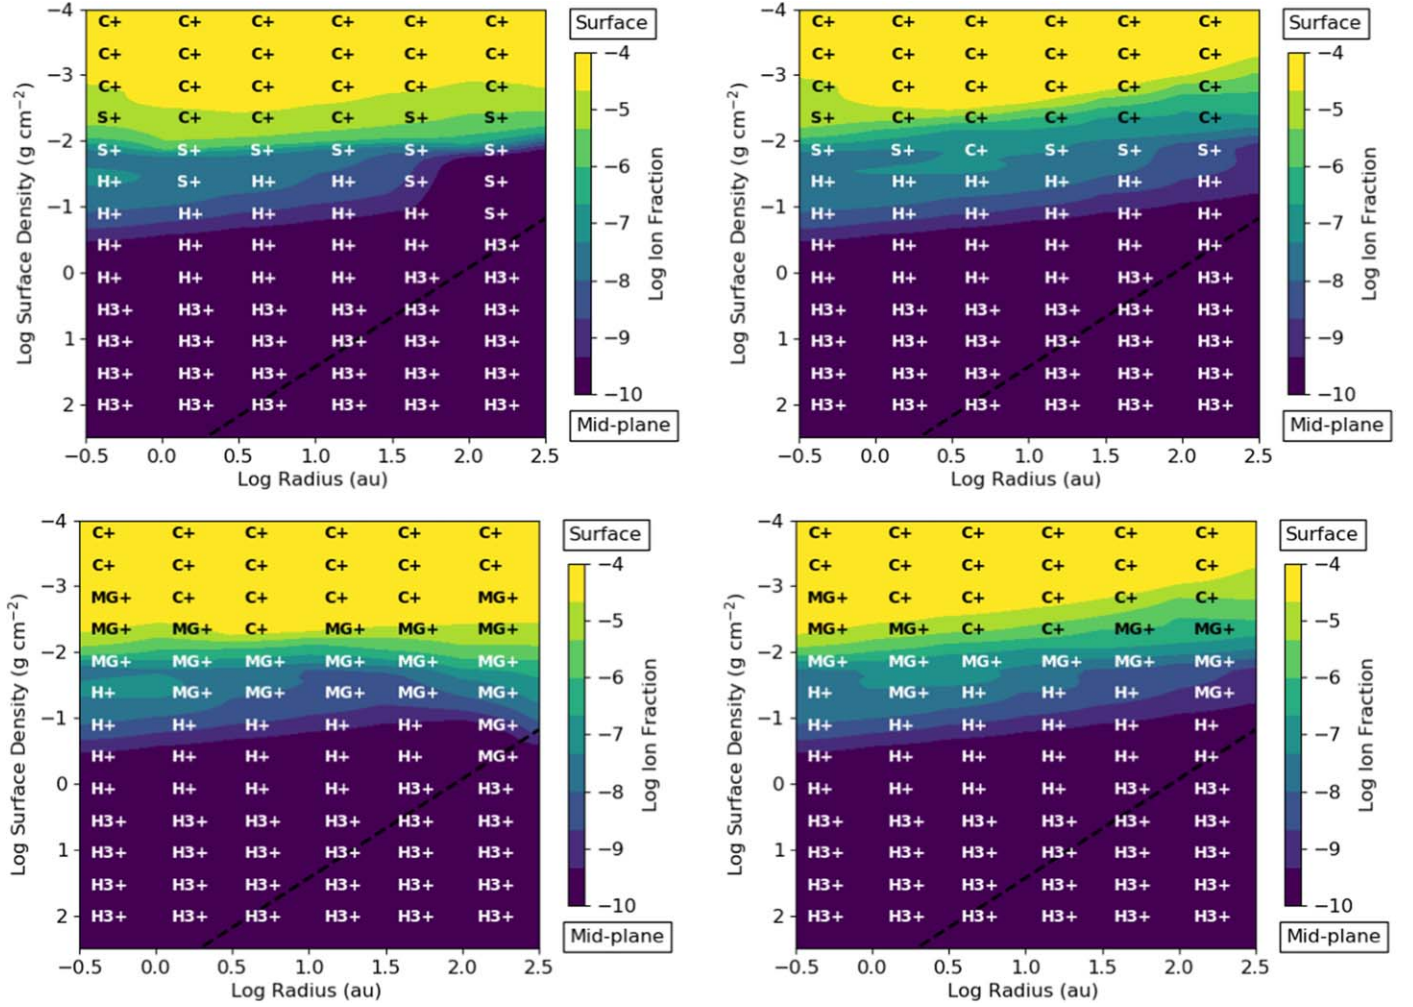 Log Surface Density (g cm⁻²)
−4
−3
−2
−1
0
1
2
C+ C+ C+ C+ C+ C+
C+ C+ C+ C+ C+ C+
C+ C+ C+ C+ C+ C+
S+ C+ C+ C+ S+ S+
S+ S+ S+ S+ S+ S+
H+ S+ H+ H+ S+ S+
H+ H+ H+ H+ H+ S+
H+ H+ H+ H+ H+ H3+
H+ H+ H+ H+ H3+ H3+
H3+ H3+ H3+ H3+ H3+ H3+
H3+ H3+ H3+ H3+ H3+ H3+
H3+ H3+ H3+ H3+ H3+ H3+
H3+ H3+ H3+ H3+ H3+ H3+
−0.5 0.0 0.5 1.0 1.5 2.0 2.5
Log Radius (au)
Surface
−4
−5
−6
−7
−8
−9
−10
Log Ion Fraction
Mid-plane
Log Surface Density (g cm⁻²)
−4
−3
−2
−1
0
1
2
C+ C+ C+ C+ C+ C+
C+ C+ C+ C+ C+ C+
C+ C+ C+ C+ C+ C+
S+ C+ C+ C+ C+ C+
S+ S+ C+ S+ S+ S+
H+ H+ H+ H+ H+ H+
H+ H+ H+ H+ H+ H+
H+ H+ H+ H+ H+ H+
H+ H+ H+ H+ H3+ H3+
H3+ H3+ H3+ H3+ H3+ H3+
H3+ H3+ H3+ H3+ H3+ H3+
H3+ H3+ H3+ H3+ H3+ H3+
H3+ H3+ H3+ H3+ H3+ H3+
−0.5 0.0 0.5 1.0 1.5 2.0 2.5
Log Radius (au)
Surface
−4
−5
−6
−7
−8
−9
−10
Log Ion Fraction
Mid-plane
Log Surface Density (g cm⁻²)
−4
−3
−2
−1
0
1
2
C+ C+ C+ C+ C+ C+
C+ C+ C+ C+ C+ C+
MG+ C+ C+ C+ C+ MG+
MG+ MG+ C+ MG+ MG+ MG+
MG+ MG+ MG+ MG+ MG+ MG+
H+ MG+ MG+ MG+ MG+ MG+
H+ H+ H+ H+ H+ MG+
H+ H+ H+ H+ H+ MG+
H+ H+ H+ H+ H3+ H3+
H3+ H3+ H3+ H3+ H3+ H3+
H3+ H3+ H3+ H3+ H3+ H3+
H3+ H3+ H3+ H3+ H3+ H3+
H3+ H3+ H3+ H3+ H3+ H3+
−0.5 0.0 0.5 1.0 1.5 2.0 2.5
Log Radius (au)
Surface
−4
−5
−6
−7
−8
−9
−10
Log Ion Fraction
Mid-plane
Log Surface Density (g cm⁻²)
−4
−3
−2
−1
0
1
2
C+ C+ C+ C+ C+ C+
C+ C+ C+ C+ C+ C+
MG+ C+ C+ C+ C+ C+
MG+ MG+ C+ C+ MG+ MG+
MG+ MG+ MG+ MG+ MG+ MG+
H+ MG+ H+ H+ H+ MG+
H+ H+ H+ H+ H+ H+
H+ H+ H+ H+ H+ H+
H+ H+ H+ H+ H3+ H3+
H3+ H3+ H3+ H3+ H3+ H3+
H3+ H3+ H3+ H3+ H3+ H3+
H3+ H3+ H3+ H3+ H3+ H3+
H3+ H3+ H3+ H3+ H3+ H3+
−0.5 0.0 0.5 1.0 1.5 2.0 2.5
Log Radius (au)
Surface
−4
−5
−6
−7
−8
−9
−10
Log Ion Fraction
Mid-plane